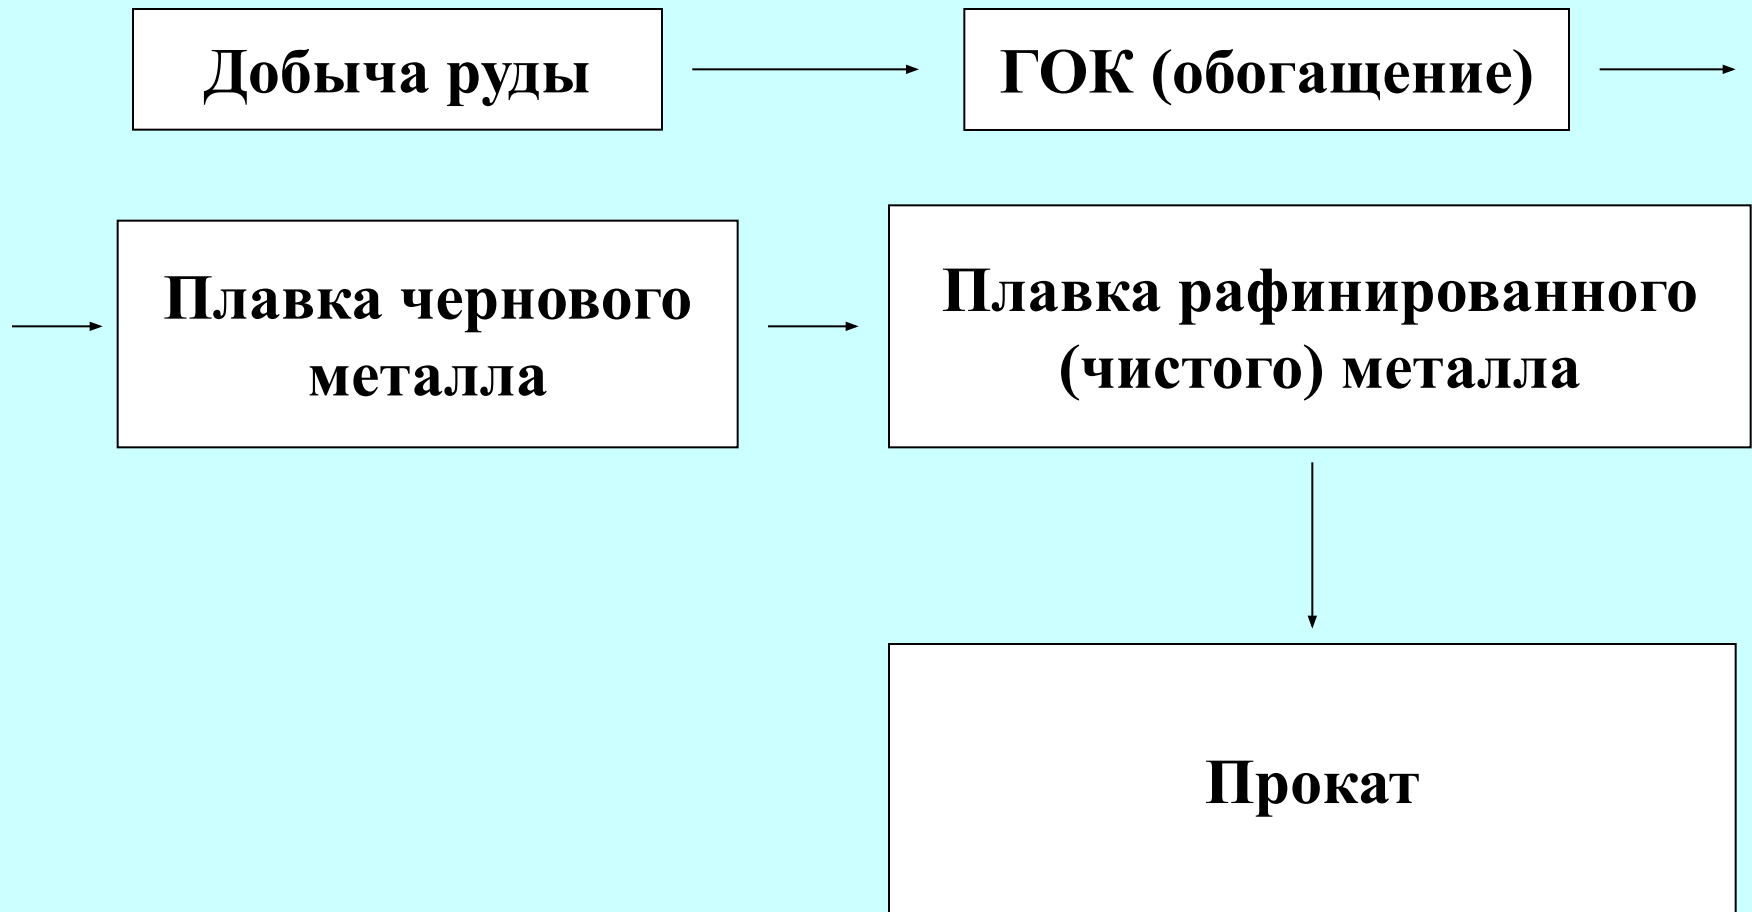 Добыча руды
ГОК (обогащение)
Плавка чернового
металла
Плавка рафинированного
(чистого) металла
Прокат